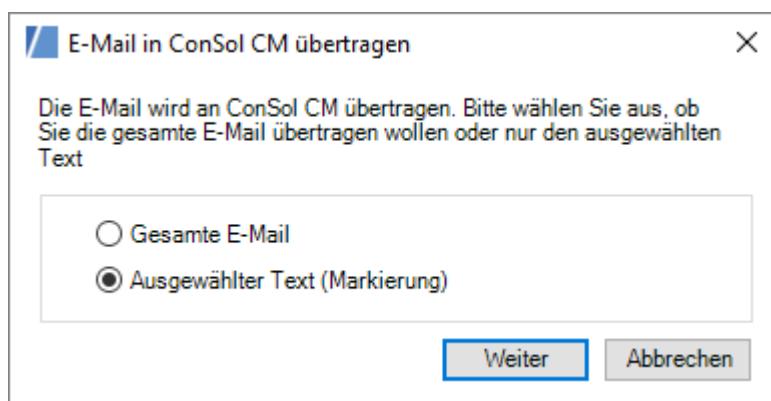 E-Mail in ConSol CM übertragen
Die E-Mail wird an ConSol CM übertragen. Bitte wählen Sie aus, ob
Sie die gesamte E-Mail übertragen wollen oder nur den ausgewählten
Text
Gesamte E-Mail
Ausgewählter Text (Markierung)
Weiter
Abbrechen